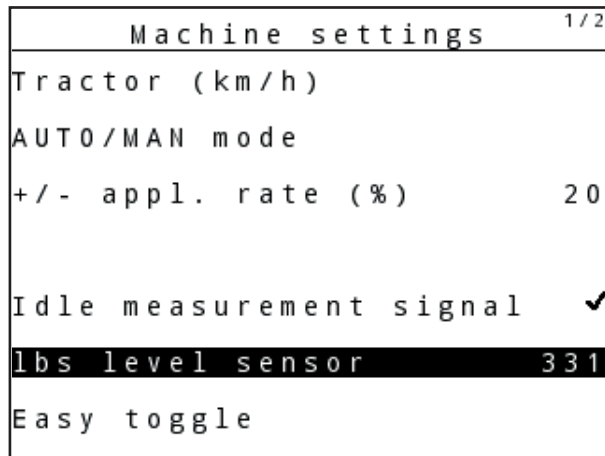 Machine settings 1/2
Tractor (km/h)
AUTO/MAN mode
+/- appl. rate (%) 20
Idle measurement signal ✓
lbs level sensor 331
Easy toggle